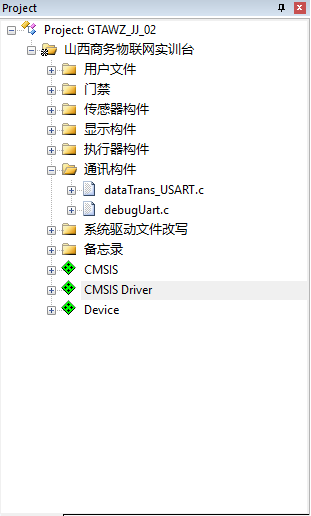 Project
Project: GTAWZ_JJ_02
山西商务物联网实训台
用户文件
门禁
传感器构件
显示构件
执行器构件
通讯构件
dataTrans_USART.c
debugUart.c
系统驱动文件改写
备忘录
CMSIS
CMSIS Driver
Device